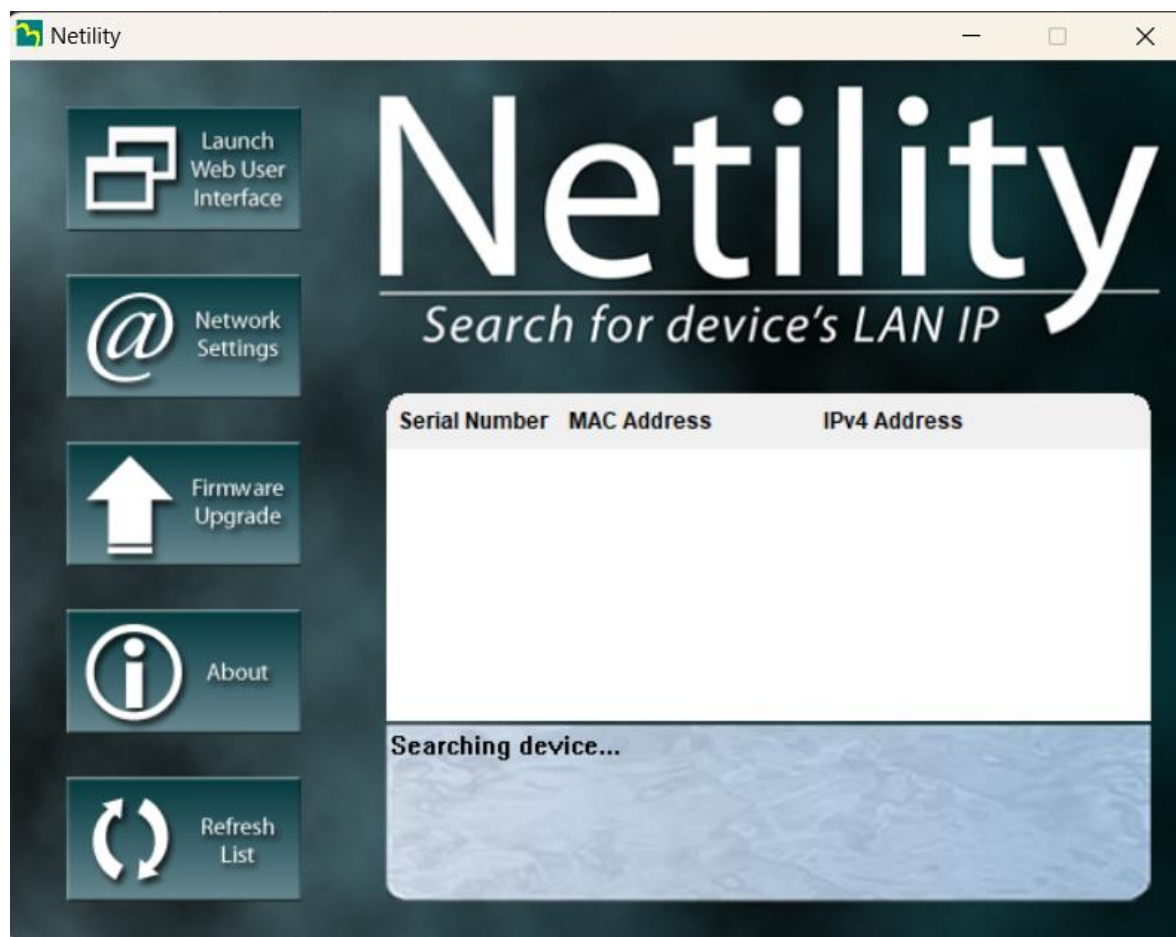 Netility
Launch
Web User
Interface
Network
Settings
Firmware
Upgrade
About
Refresh
List
Netility
Search for device's LAN IP
Serial Number MAC Address IPv4 Address
Searching device...